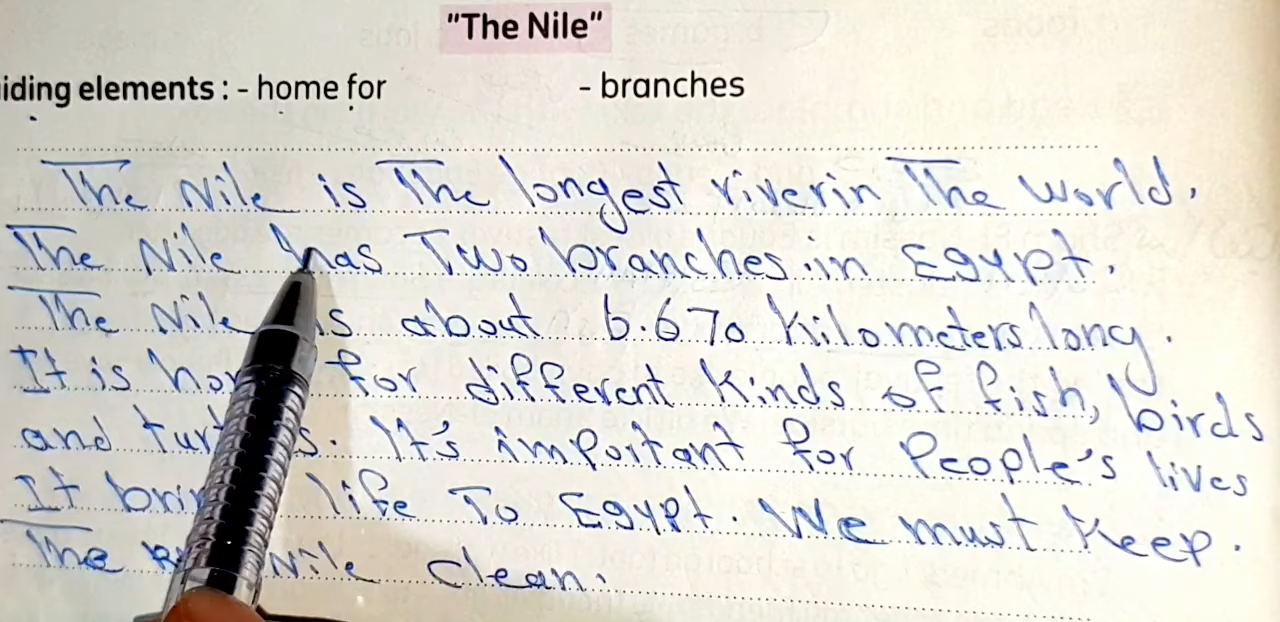 "The Nile"
iding elements : - home for - branches
The Nile is The longest riverin The world.
The Nile has Two branches in Egypt.
The Nile is about 6.670 Kilometers long.
It is for different Kinds of fish, birds
and . It's important for People's lives
It life To Egypt. We must Keep.
The Nile clean.